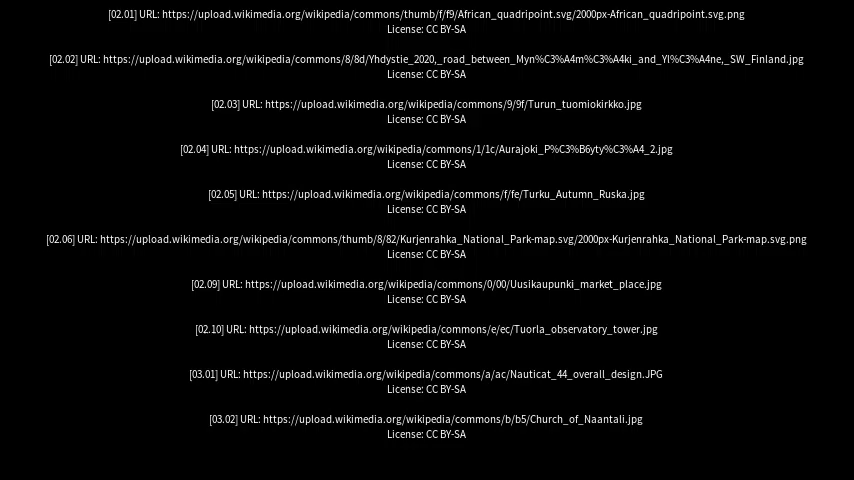 [02.01] URL: https://upload.wikimedia.org/wikipedia/commons/thumb/f/f9/African_quadripoint.svg/2000px-African_quadripoint.svg.png
License: CC BY-SA
[02.02] URL: https://upload.wikimedia.org/wikipedia/commons/8/8d/Yhdystie_2020,_road_between_Myn%C3%A4m%C3%A4ki_and_Yl%C3%A4ne,_SW_Finland.jpg
License: CC BY-SA
[02.03] URL: https://upload.wikimedia.org/wikipedia/commons/9/9f/Turun_tuomiokirkko.jpg
License: CC BY-SA
[02.04] URL: https://upload.wikimedia.org/wikipedia/commons/1/1c/Aurajoki_P%C3%B6yty%C3%A4_2.jpg
License: CC BY-SA
[02.05] URL: https://upload.wikimedia.org/wikipedia/commons/f/fe/Turku_Autumn_Ruska.jpg
License: CC BY-SA
[02.06] URL: https://upload.wikimedia.org/wikipedia/commons/thumb/8/82/Kurjenrahka_National_Park-map.svg/2000px-Kurjenrahka_National_Park-map.svg.png
License: CC BY-SA
[02.09] URL: https://upload.wikimedia.org/wikipedia/commons/0/00/Uusikaupunki_market_place.jpg
License: CC BY-SA
[02.10] URL: https://upload.wikimedia.org/wikipedia/commons/e/ec/Tuorla_observatory_tower.jpg
License: CC BY-SA
[03.01] URL: https://upload.wikimedia.org/wikipedia/commons/a/ac/Nauticat_44_overall_design.JPG
License: CC BY-SA
[03.02] URL: https://upload.wikimedia.org/wikipedia/commons/b/b5/Church_of_Naantali.jpg
License: CC BY-SA